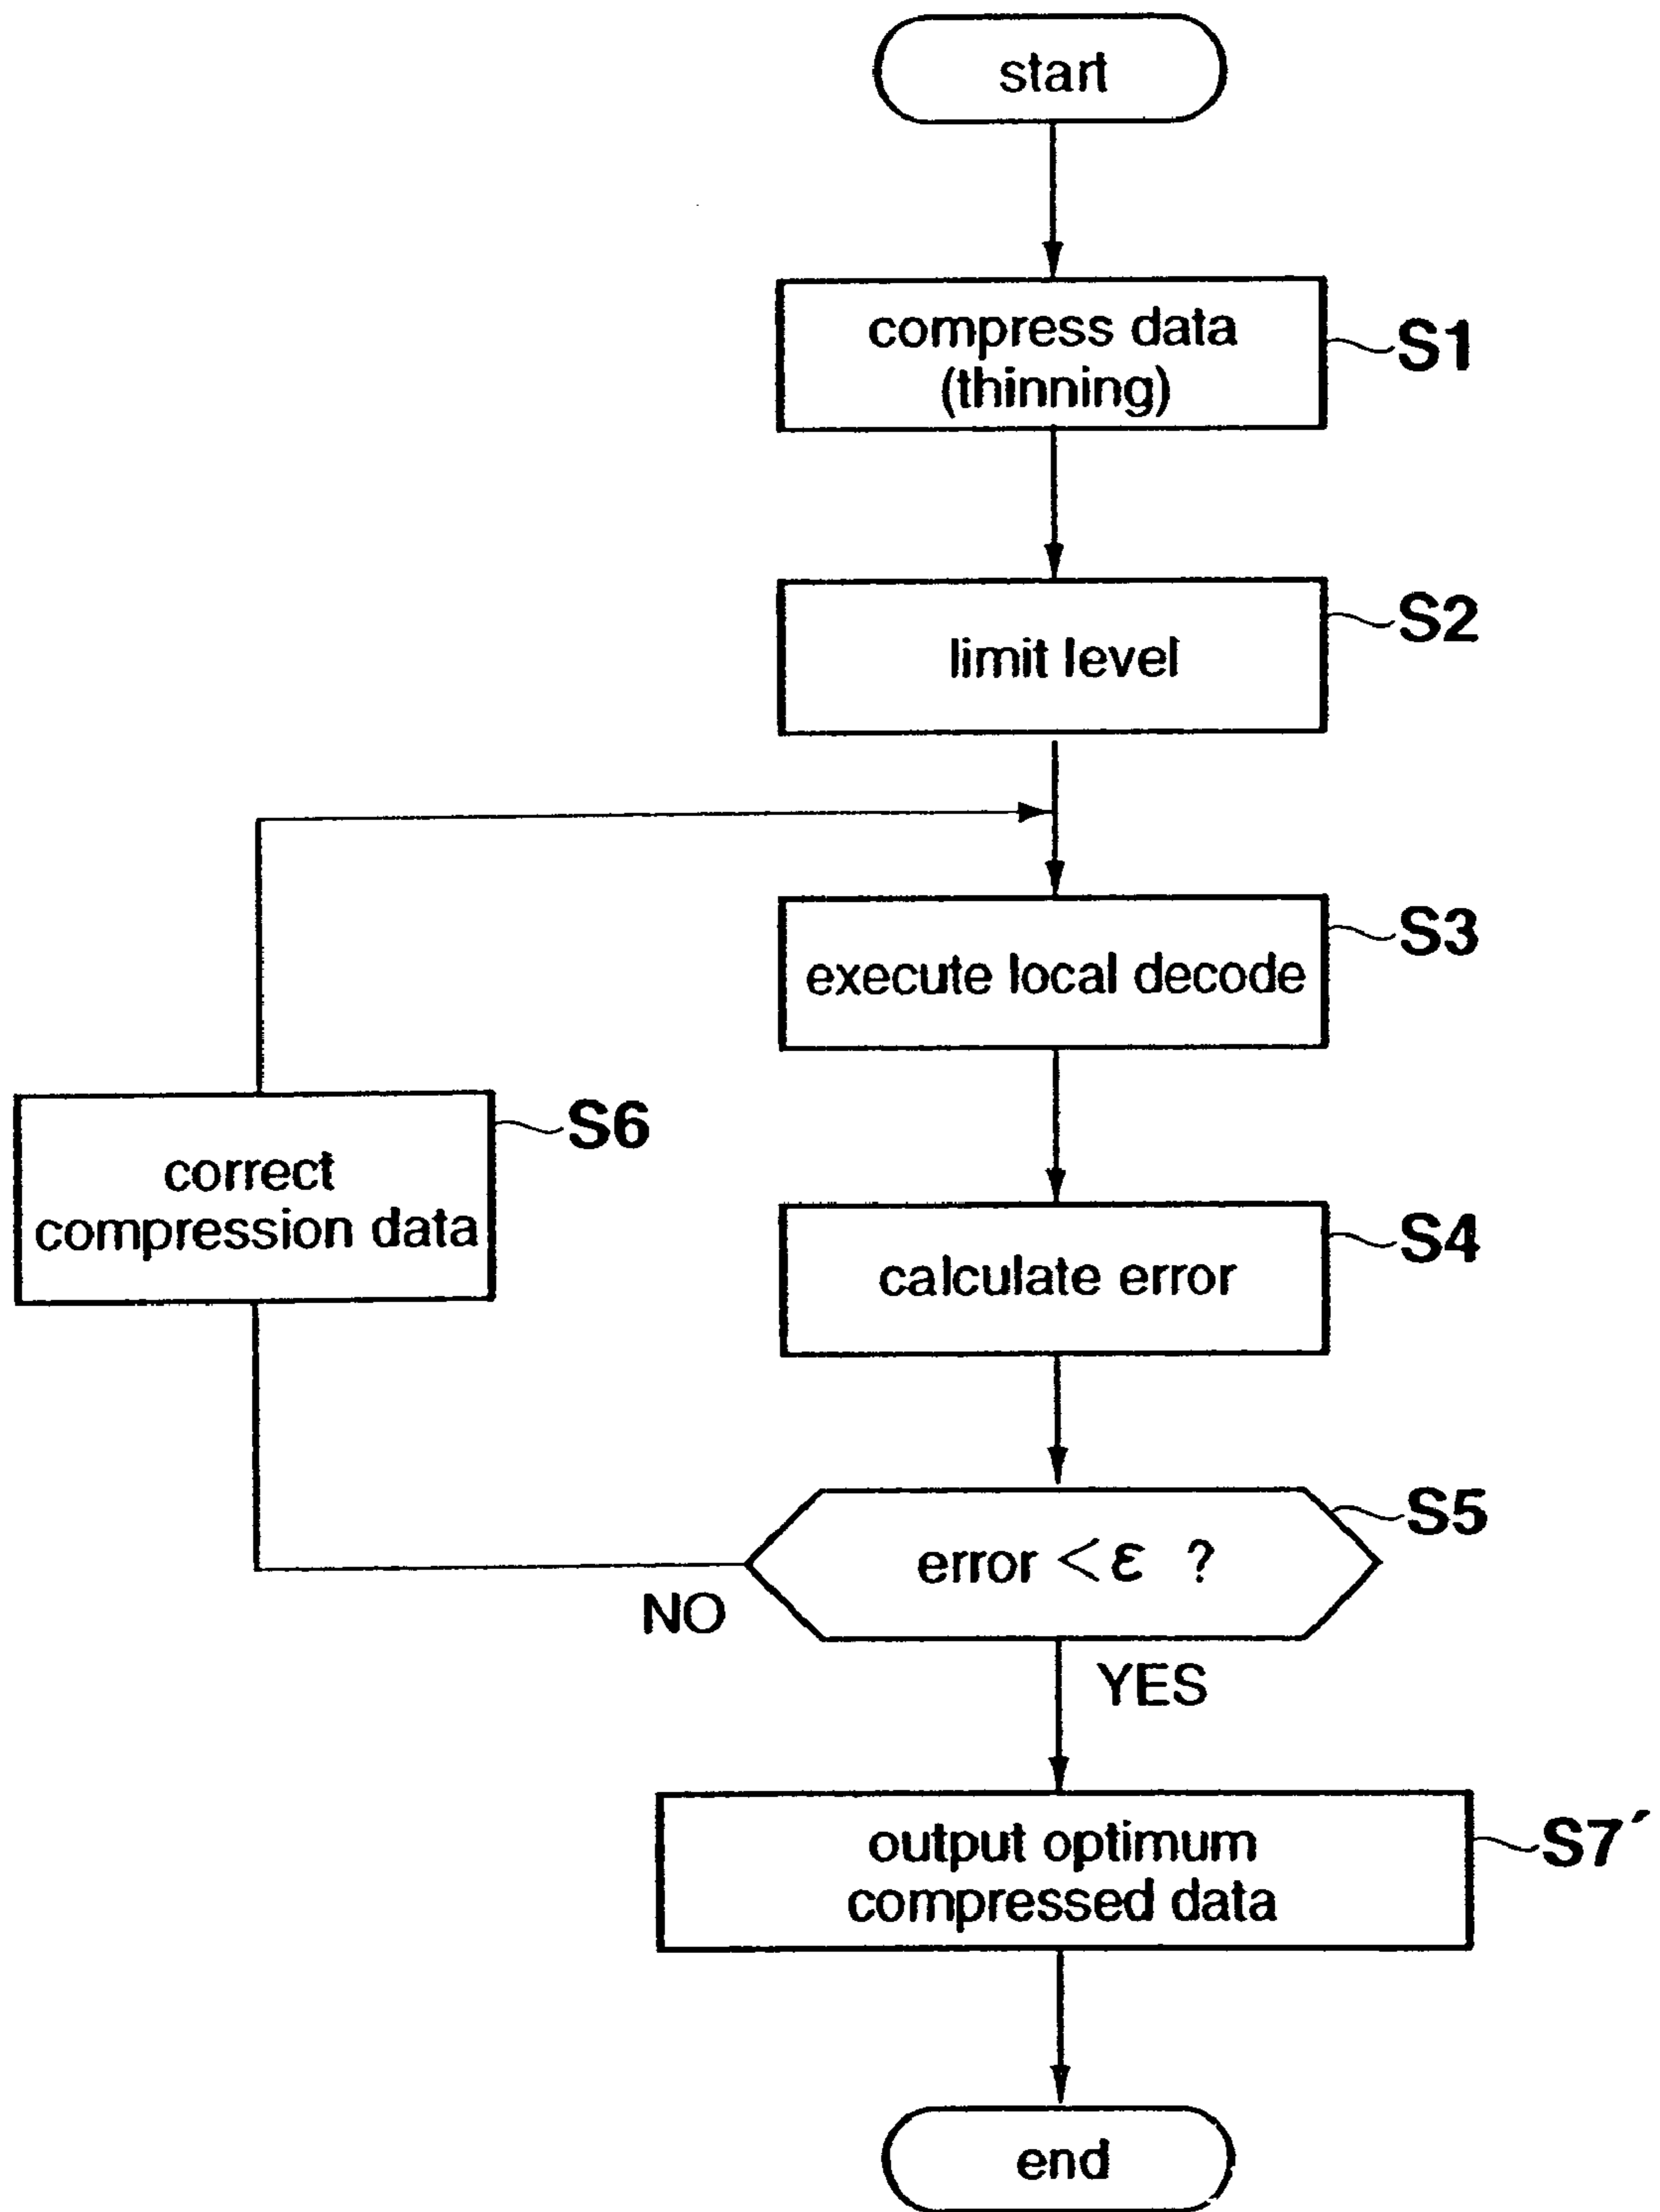 start
compress data
(thinning)
S1
limit level
S2
execute local decode
S3
correct
compression data
S6
calculate error
S4
error <ε ?
S5
NO
YES
output optimum
compressed data
S7´
end